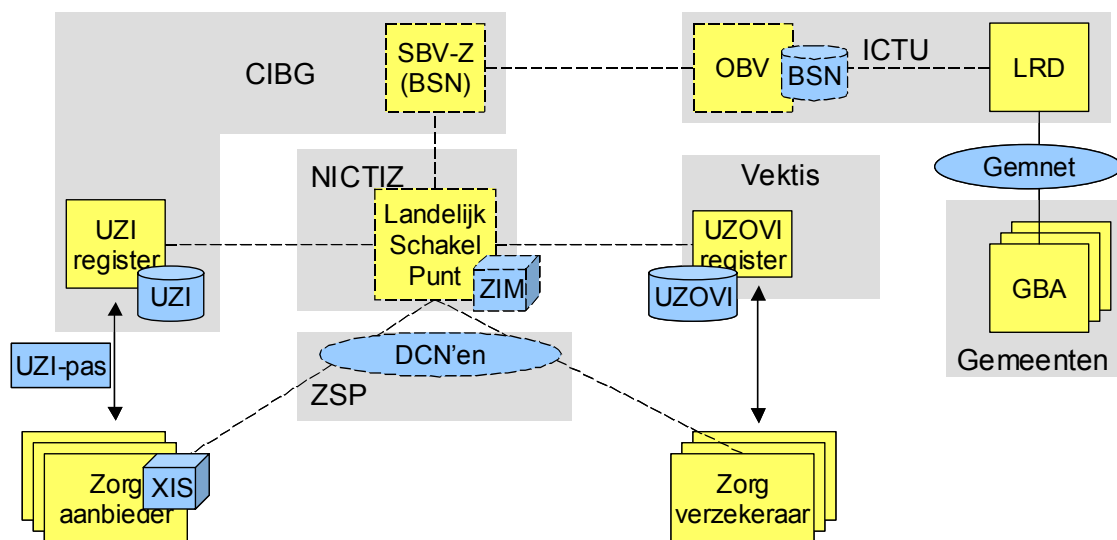 CIBG
SBV-Z
(BSN)
OBV
BSN
ICTU
LRD
Gemnet
NICTIZ
Landelijk
Schakel
Punt
ZIM
Vektis
UZI
register
UZI
UZOVI
register
UZOVI
GBA
Gemeenten
UZI-pas
DCN'en
ZSP
Zorg
aanbieder
XIS
Zorg
verzekeraar